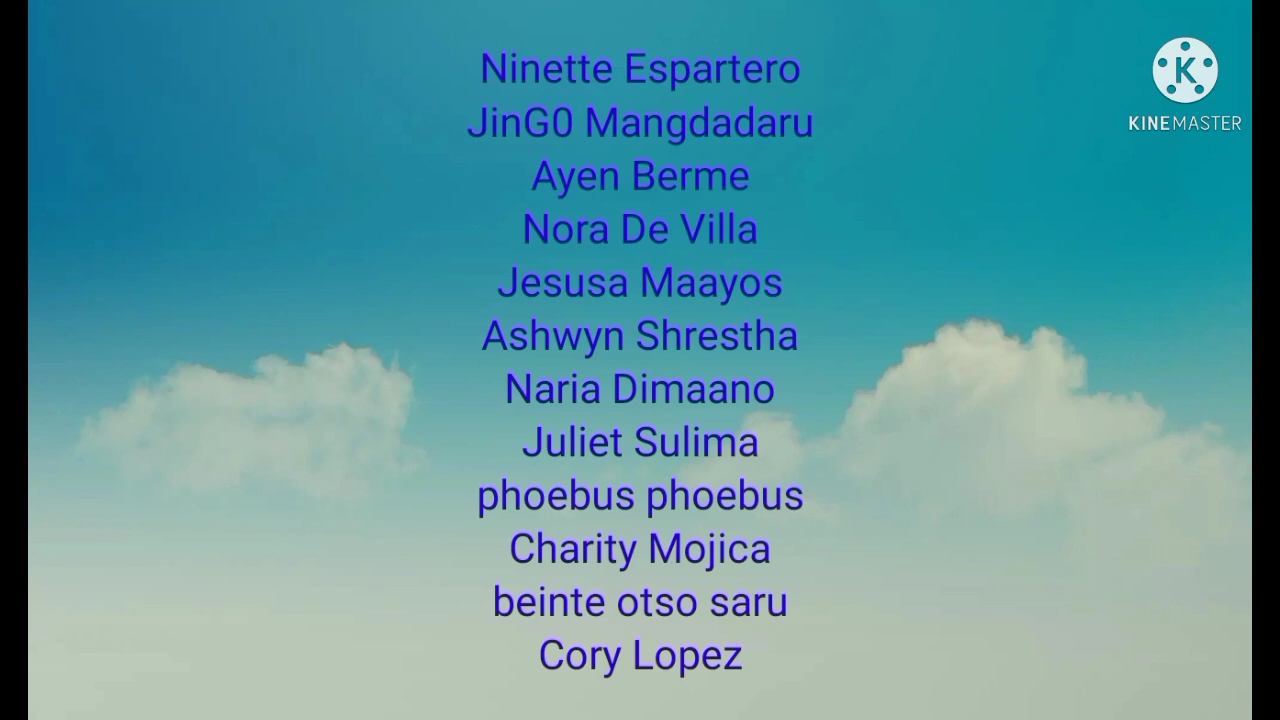 Ninette Espartero
JinG0 Mangdadaru
Ayen Berme
Nora De Villa
Jesusa Maayos
Ashwyn Shrestha
Naria Dimaano
Juliet Sulima
phoebus phoebus
Charity Mojica
beinte otso saru
Cory Lopez
K
KINEMASTER